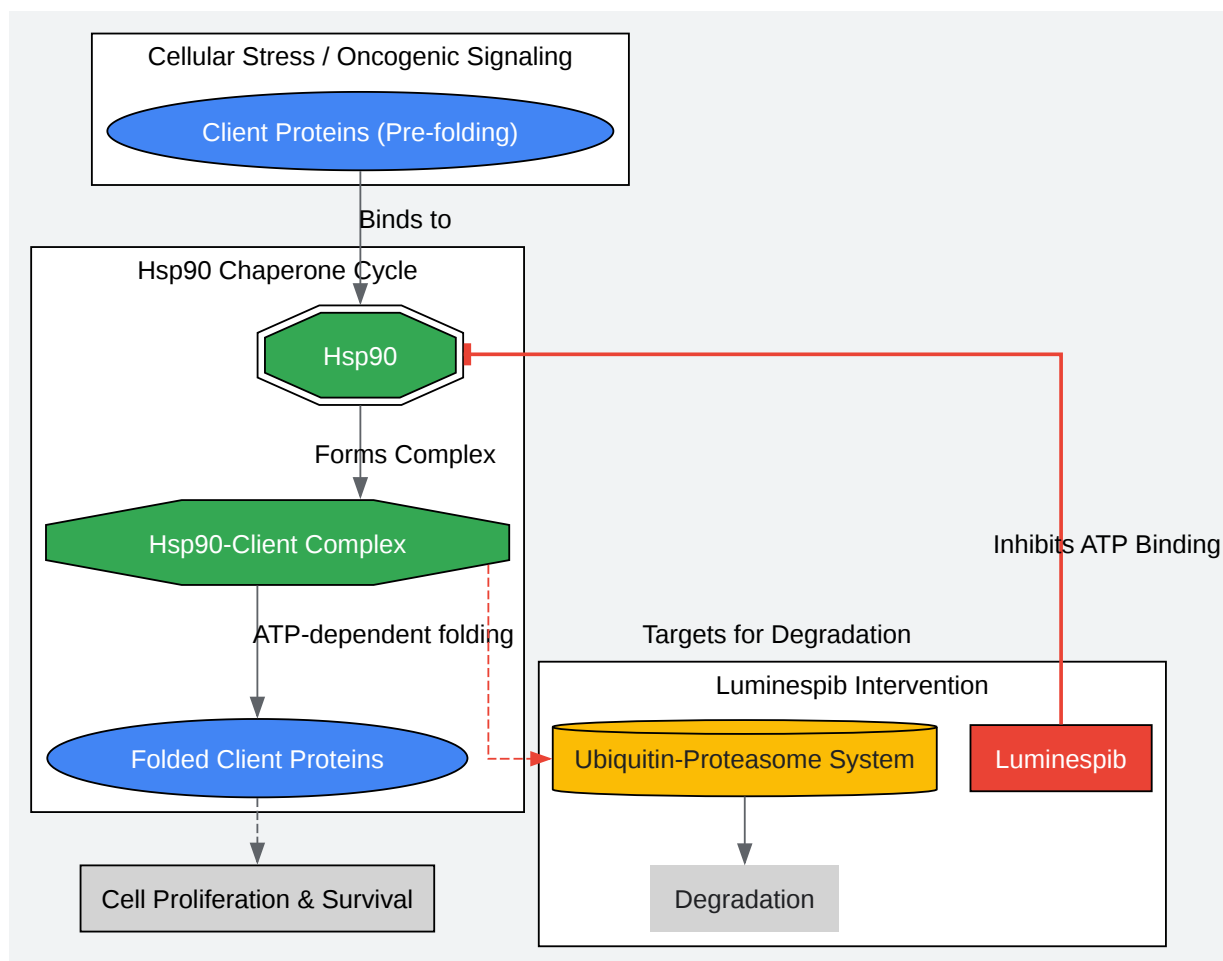 Cellular Stress / Oncogenic Signaling
Client Proteins (Pre-folding)
Binds to
Hsp90 Chaperone Cycle
Hsp90
Forms Complex
Hsp90-Client Complex
Inhibits ATP Binding
ATP-dependent folding
Targets for Degradation
Luminespib Intervention
Folded Client Proteins
Ubiquitin-Proteasome System
Luminespib
Cell Proliferation & Survival
Degradation